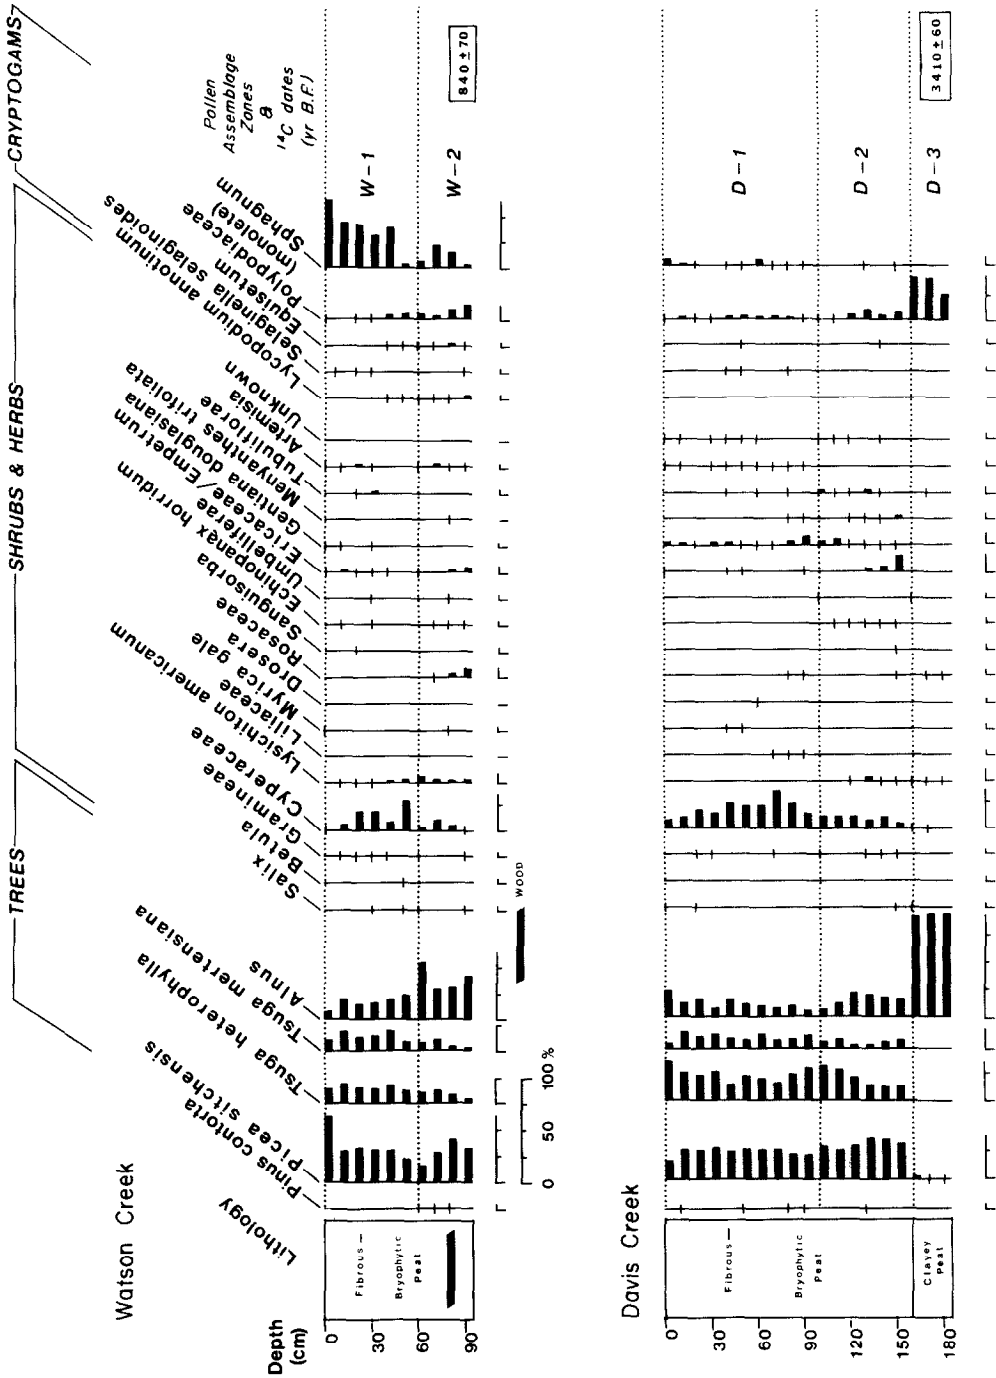 TREES
SHRUBS & HERBS
CRYPTOGAMS
Watson Creek
Depth
(cm)
Lithology
Pinus contorta
Picea sitchensis
Tsuga heterophylla
Tsuga mertensiana
Alnus
Salix
Betula
Gramineae
Cyperaceae
Lysichiton americanum
Liliaceae
Myrica gale
Drosera
Rosaceae
Sanguisorba
Echinopanax horridum
Umbelliferae
Ericaceae/Empetrum
Gentiana douglasiana
Menyanthes trifoliata
Tubuliflorae
Artemisia
Unknown
Lycopodium annotinum
Selaginella selaginoides
Equisetum
Polypodiaceae
(monolete)
Sphagnum
Pollen
Assemblage
Zones
&
14C dates
(yr B.P.)
0
30
60
90
Fibrous —
Bryophytic
Peat
W-1
W-2
840 ± 70
0
50
100 %
WOOD
Davis Creek
0
30
60
90
120
150
180
Fibrous —
Bryophytic
Peat
Clayey
Peat
D-1
D-2
D-3
3410 ± 60